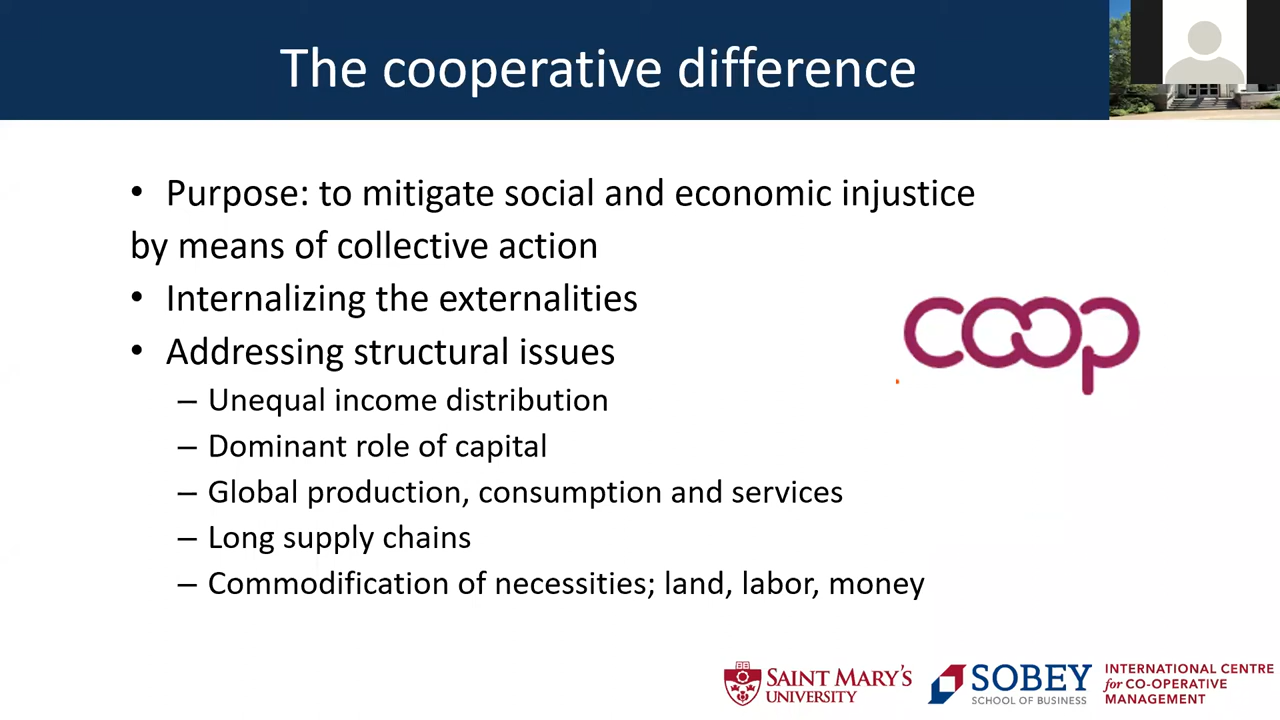 The cooperative difference
• Purpose: to mitigate social and economic injustice
by means of collective action
• Internalizing the externalities
• Addressing structural issues
– Unequal income distribution
– Dominant role of capital
– Global production, consumption and services
– Long supply chains
– Commodification of necessities; land, labor, money
coop
SAINT MARY'S
UNIVERSITY
SOBEY
SCHOOL OF BUSINESS
INTERNATIONAL CENTRE
for CO-OPERATIVE
MANAGEMENT